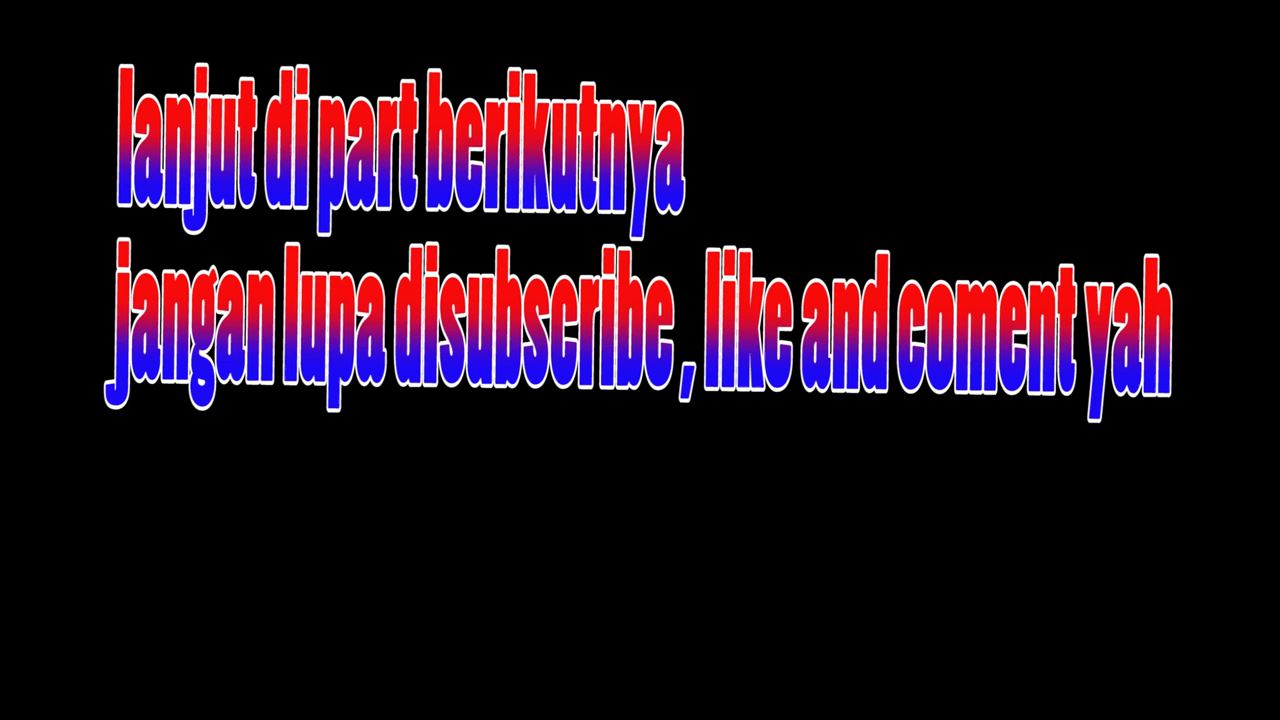 lanjut di part berikutnya
jangan lupa disubscribe , like and coment yah